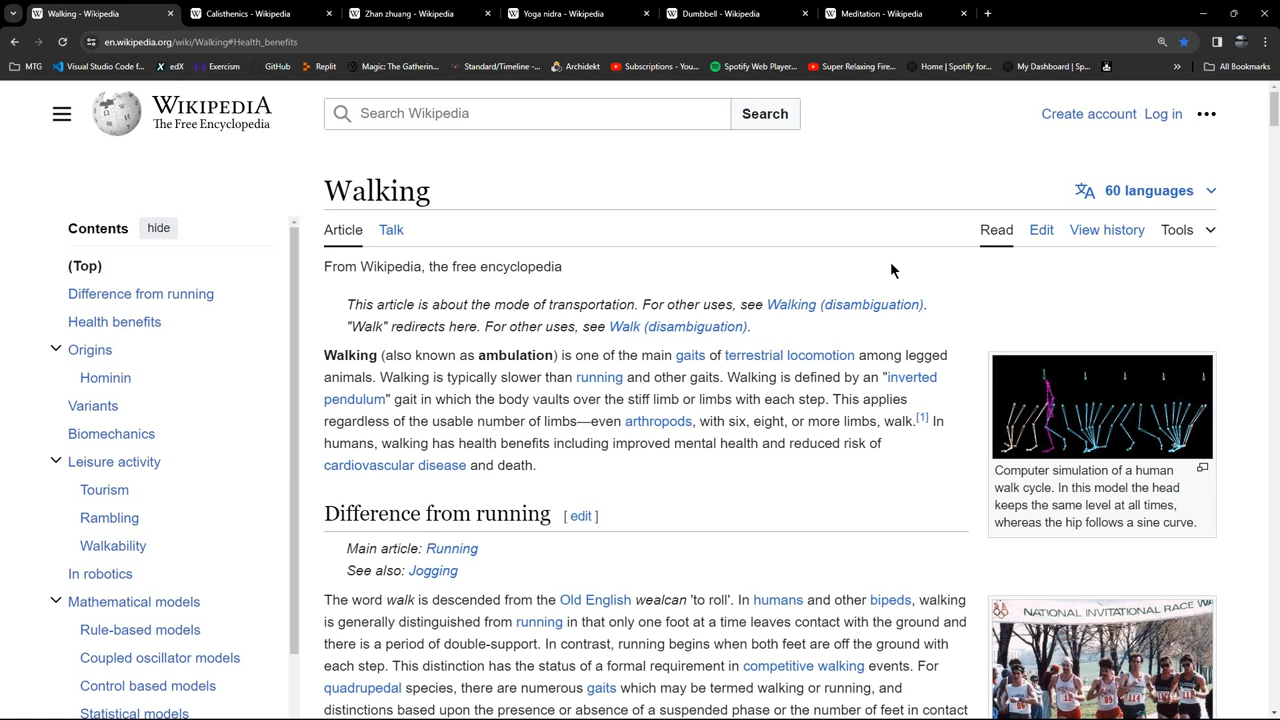 Walking - Wikipedia
Calisthenics - Wikipedia
Zhan zhuang - Wikipedia
Yoga nidra - Wikipedia
Dumbbell - Wikipedia
Meditation - Wikipedia
en.wikipedia.org/wiki/Walking#Health_benefits
MTG
Visual Studio Code f...
edX
Exercism
GitHub
Replit
Magic: The Gatherin...
Standard/Timeline -...
Archidekt
Subscriptions - You...
Spotify Web Player...
Super Relaxing Fire...
Home | Spotify for...
My Dashboard | Sp...
All Bookmarks
WIKIPEDIA
The Free Encyclopedia
Search Wikipedia
Search
Create account Log in
Walking
60 languages
Contents hide
(Top)
Difference from running
Health benefits
Origins
Hominin
Variants
Biomechanics
Leisure activity
Tourism
Rambling
Walkability
In robotics
Mathematical models
Rule-based models
Coupled oscillator models
Control based models
Statistical models
Article Talk
Read Edit View history Tools
From Wikipedia, the free encyclopedia
This article is about the mode of transportation. For other uses, see Walking (disambiguation).
"Walk" redirects here. For other uses, see Walk (disambiguation).
Walking (also known as ambulation) is one of the main gaits of terrestrial locomotion among legged
animals. Walking is typically slower than running and other gaits. Walking is defined by an "inverted
pendulum" gait in which the body vaults over the stiff limb or limbs with each step. This applies
regardless of the usable number of limbs—even arthropods, with six, eight, or more limbs, walk.[1] In
humans, walking has health benefits including improved mental health and reduced risk of
cardiovascular disease and death.
Computer simulation of a human
walk cycle. In this model the head
keeps the same level at all times,
whereas the hip follows a sine curve.
Difference from running [ edit ]
Main article: Running
See also: Jogging
The word walk is descended from the Old English wealcan 'to roll'. In humans and other bipeds, walking
is generally distinguished from running in that only one foot at a time leaves contact with the ground and
there is a period of double-support. In contrast, running begins when both feet are off the ground with
each step. This distinction has the status of a formal requirement in competitive walking events. For
quadrupedal species, there are numerous gaits which may be termed walking or running, and
distinctions based upon the presence or absence of a suspended phase or the number of feet in contact
NATIONAL INVITATIONAL RACE W